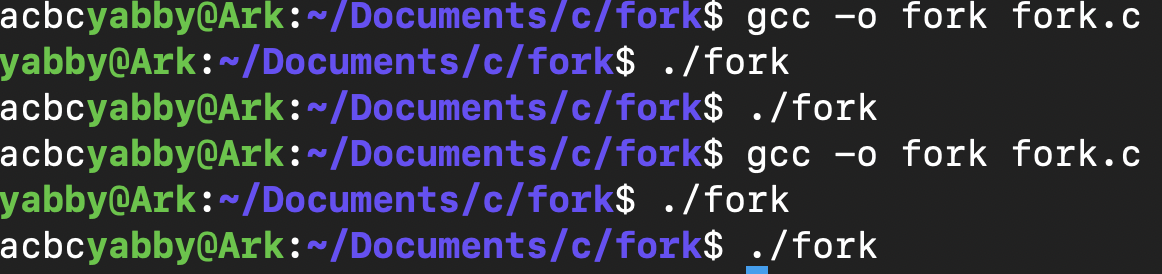 acbcyabby@Ark:~/Documents/c/fork$ gcc -o fork fork.c
yabby@Ark:~/Documents/c/fork$ ./fork
acbcyabby@Ark:~/Documents/c/fork$ ./fork
acbcyabby@Ark:~/Documents/c/fork$ gcc -o fork fork.c
yabby@Ark:~/Documents/c/fork$ ./fork
acbcyabby@Ark:~/Documents/c/fork$ ./fork